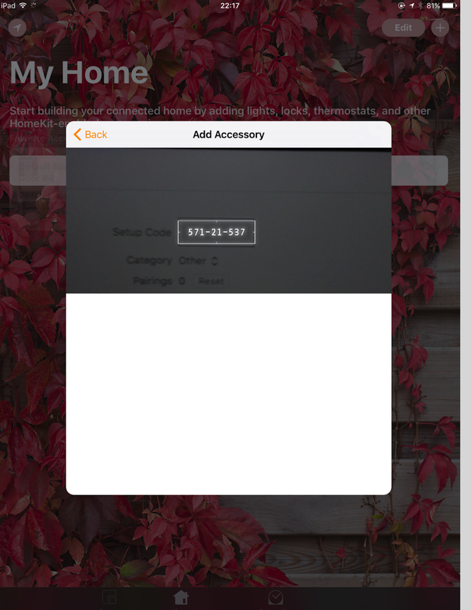 iPad 22:17 81%
Edit
My Home
Start building your connected home by adding lights, locks, thermostats, and other
HomeKit-e
Back Add Accessory
Setup Code 571-21-537
Category Other
Pairings 0 Reset